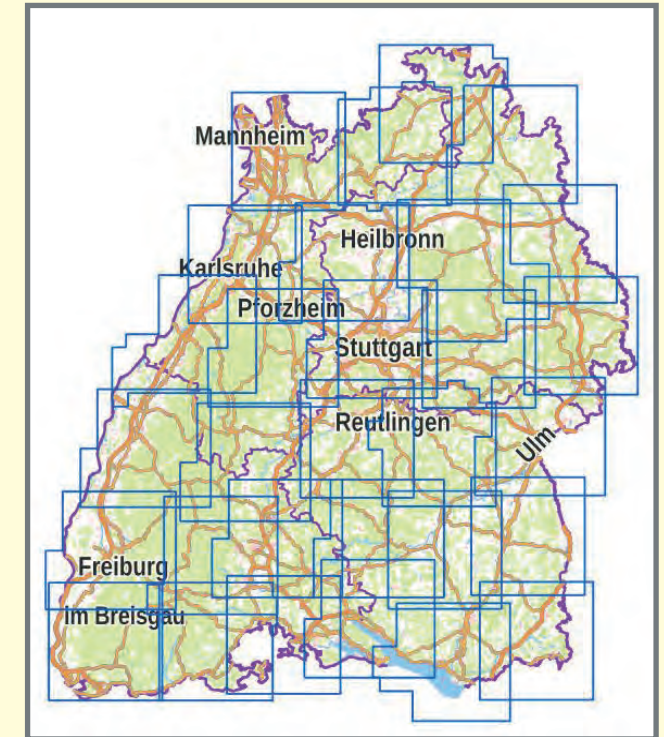 Mannheim
Heilbronn
Karlsruhe
Pforzheim
Stuttgart
Reutlingen
Ulm
Freiburg
im Breisgau